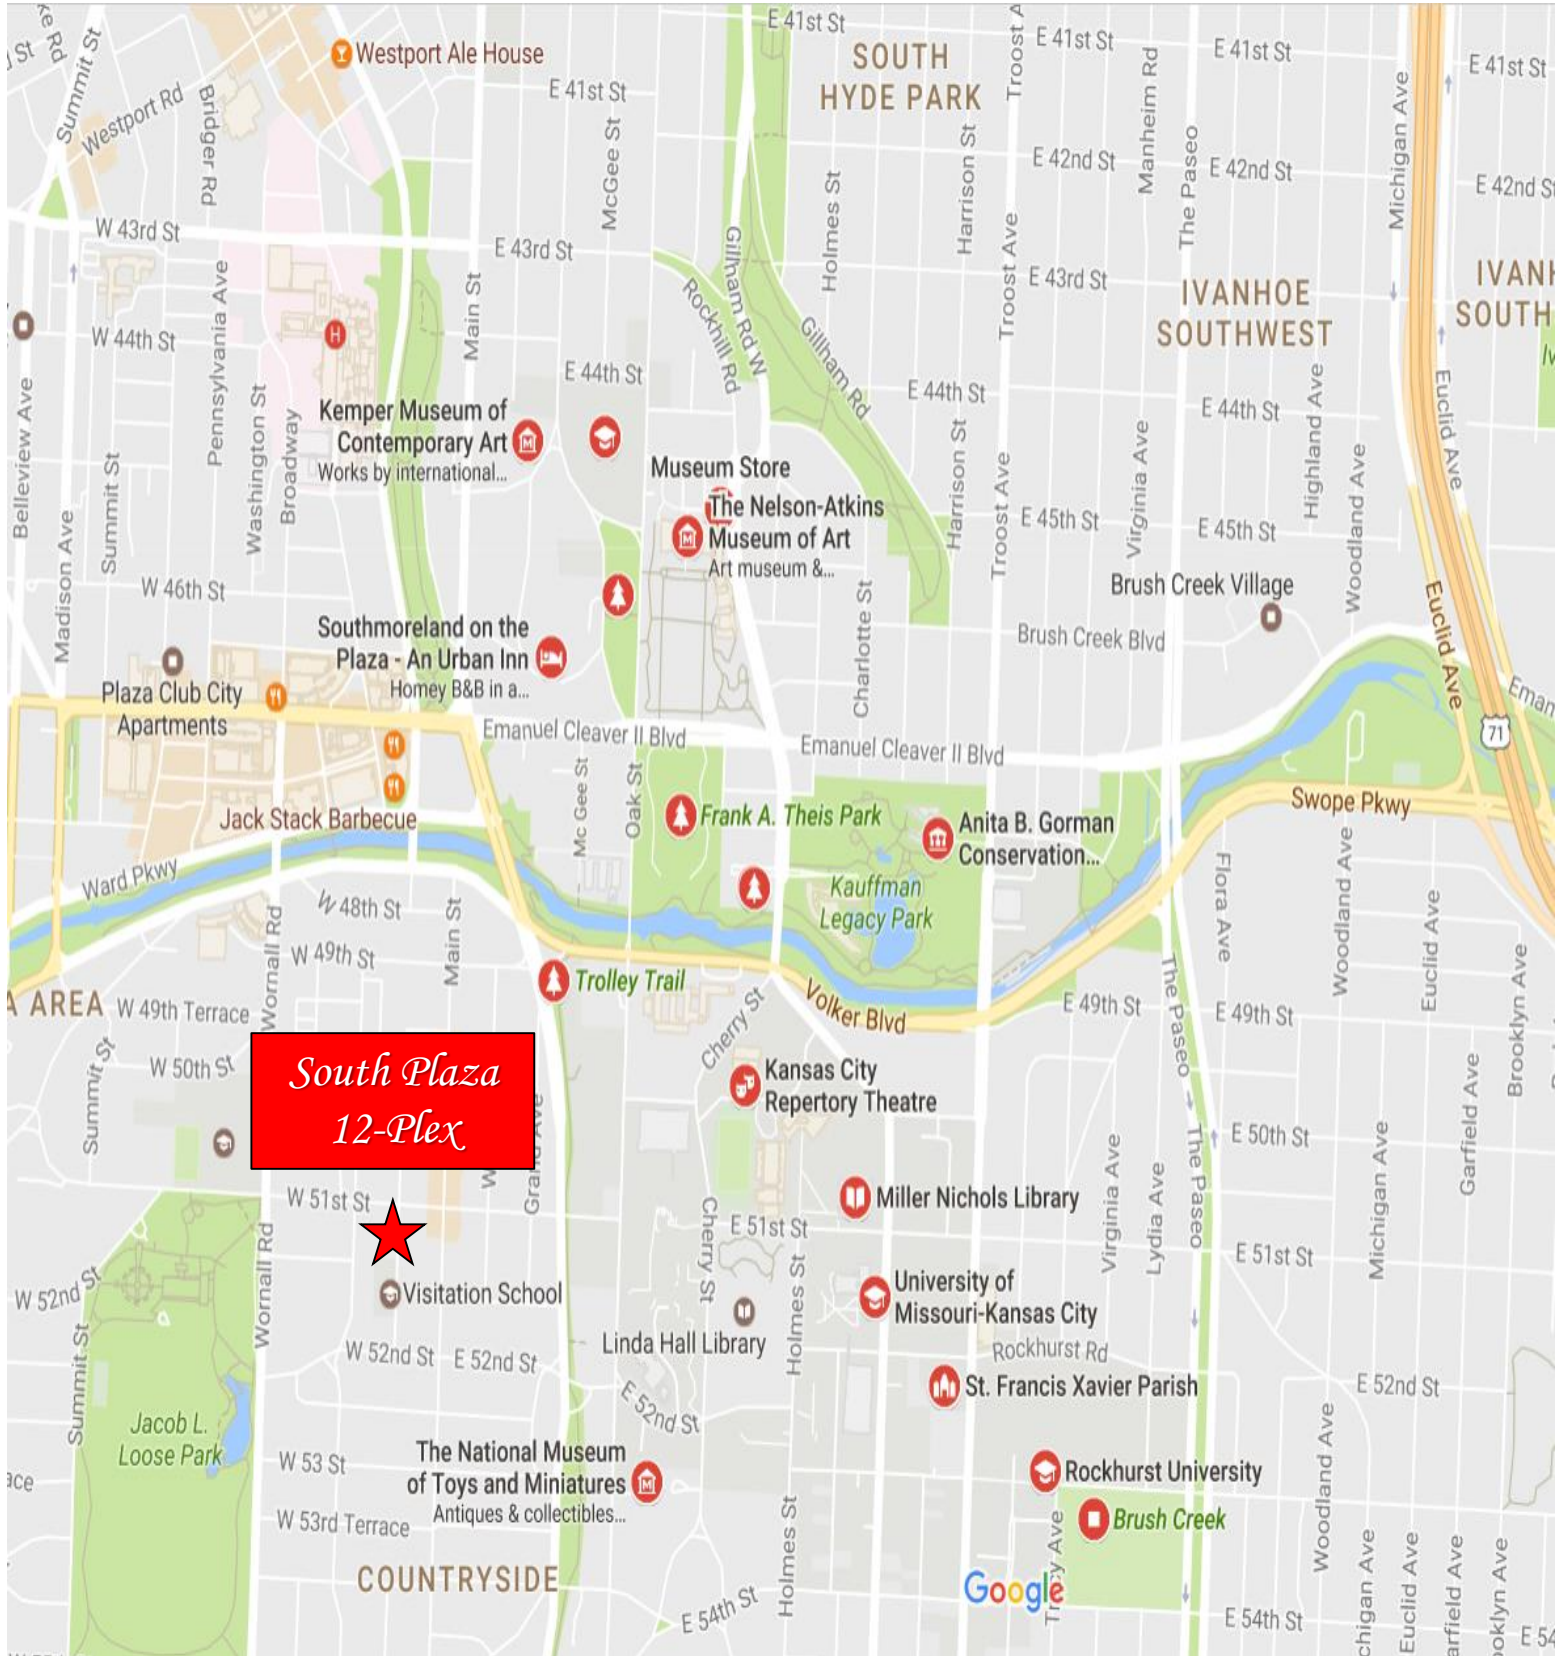 Summit St
Westport Ale House
E 41st St
SOUTH
HYDE PARK
E 41st St
E 41st St
E 41st St
Westport Rd
Bridger Rd
E 41st St
McGee St
Manheim Rd
Michigan Ave
E 42nd St
E 42nd St
W 43rd St
E 43rd St
Holmes St
Harrison St
The Paseo
E 43rd St
Troost Ave
Pennsylvania Ave
Main St
Gillham Rd W
Rockhill Rd
Gillham Rd
IVANHOE
SOUTHWEST
SOUTH
W 44th St
H
E 44th St
E 44th St
E 44th St
Belleview Ave
Washington St
Broadway
Highland Ave
Euclid Ave
Kemper Museum of
Contemporary Art
Works by international...
Museum Store
The Nelson-Atkins
Museum of Art
Art museum &...
Summit St
Madison Ave
Harrison St
Troost Ave
E 45th St
Virginia Ave
E 45th St
Woodland Ave
W 46th St
Brush Creek Village
Southmoreland on the
Plaza - An Urban Inn
Homey B&B in a...
Charlotte St
Brush Creek Blvd
Euclid Ave
Plaza Club City
Apartments
Emanuel Cleaver II Blvd
Emanuel Cleaver II Blvd
71
Mc Gee St
Oak St
Jack Stack Barbecue
Frank A. Theis Park
Anita B. Gorman
Conservation...
Swope Pkwy
Ward Pkwy
Kauffman
Legacy Park
W 48th St
Wornall Rd
Main St
W 49th St
Flora Ave
Woodland Ave
Euclid Ave
Brooklyn Ave
Trolley Trail
A AREA
W 49th Terrace
Cherry St
Volker Blvd
E 49th St
The Paseo
E 49th St
Summit St
W 50th St
South Plaza
12-Plex
Kansas City
Repertory Theatre
Garfield Ave
E 50th St
The Paseo
Virginia Ave
Lydia Ave
Michigan Ave
W 51st St
Miller Nichols Library
E 51st St
E 51st St
Cherry St
Wornall Rd
W 52nd St
Visitation School
University of
Missouri-Kansas City
Linda Hall Library
Holmes St
Rockhurst Rd
Summit St
W 52nd St
E 52nd St
St. Francis Xavier Parish
E 52nd St
E 52nd St
Jacob L.
Loose Park
W 53 St
The National Museum
of Toys and Miniatures
Antiques & collectibles...
Rockhurst University
Woodland Ave
W 53rd Terrace
Brush Creek
Holmes St
COUNTRYSIDE
Google
E 54th St
E 54th St
Euclid Ave